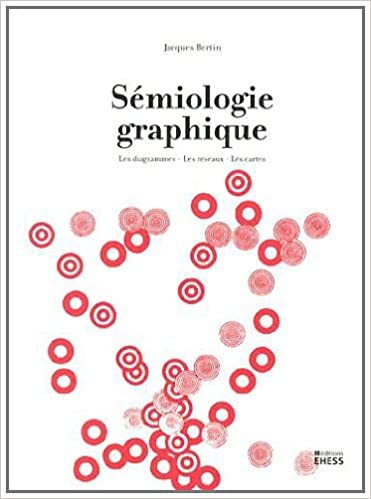 Jacques Bertin
Sémiologie
graphique
Les diagrammes - Les réseaux - Les cartes
éditions
EHESS